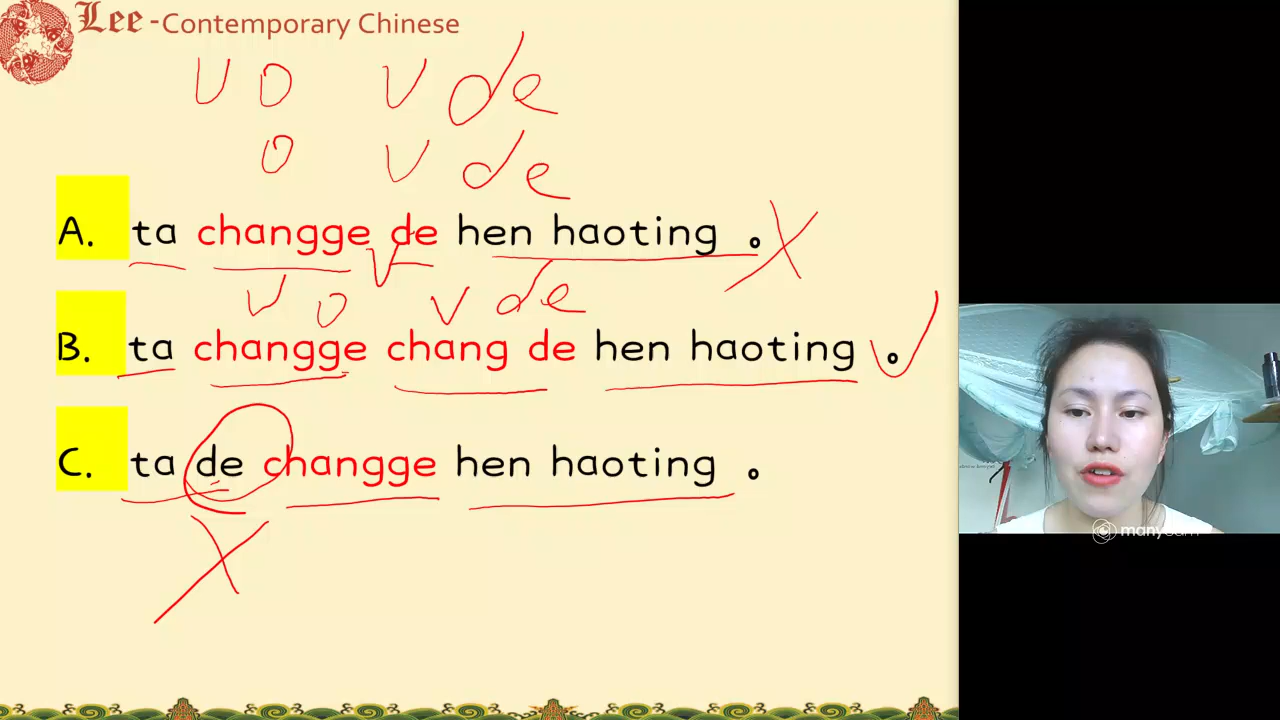 Lee -Contemporary Chinese
V O V de
O V de
A. ta changge de hen haoting 。 X
V
V O V de
B. ta changge chang de hen haoting 。 ✓
C. ta de changge hen haoting 。
X
manycam